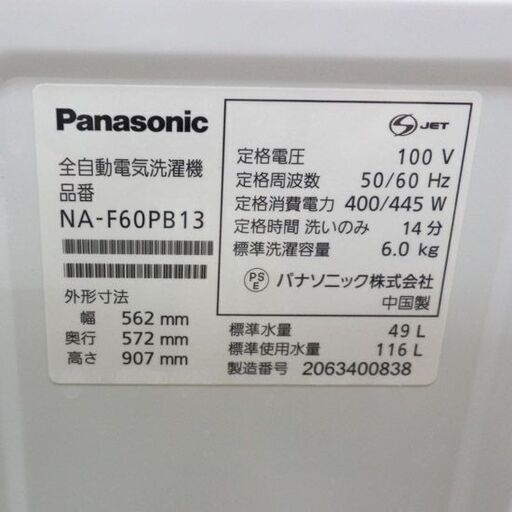 Panasonic
全自動電気洗濯機
品番
NA-F60PB13
外形寸法
幅 562 mm
奥行 572 mm
高さ 907 mm
S JET
定格電圧 100 V
定格周波数 50/60 Hz
定格消費電力 400/445 W
定格時間 洗いのみ 14 分
標準洗濯容量 6.0 kg
PS E パナソニック株式会社
中国製
標準水量 49 L
標準使用水量 116 L
製造番号 2063400838